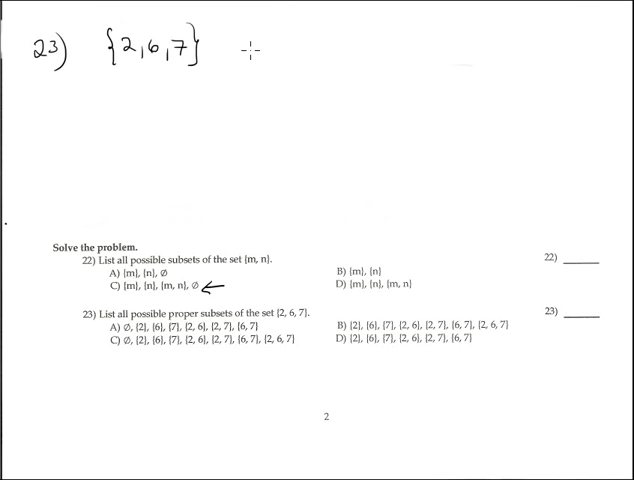 23) {2,6,7}
Solve the problem.
22) List all possible subsets of the set {m, n}.
22) ______
A) {m}, {n}, ∅
B) {m}, {n}
C) {m}, {n}, {m, n}, ∅
D) {m}, {n}, {m, n}
23) List all possible proper subsets of the set {2, 6, 7}.
23) ______
A) ∅, {2}, {6}, {7}, {2, 6}, {2, 7}, {6, 7}
B) {2}, {6}, {7}, {2, 6}, {2, 7}, {6, 7}, {2, 6, 7}
C) ∅, {2}, {6}, {7}, {2, 6}, {2, 7}, {6, 7}, {2, 6, 7}
D) {2}, {6}, {7}, {2, 6}, {2, 7}, {6, 7}
2